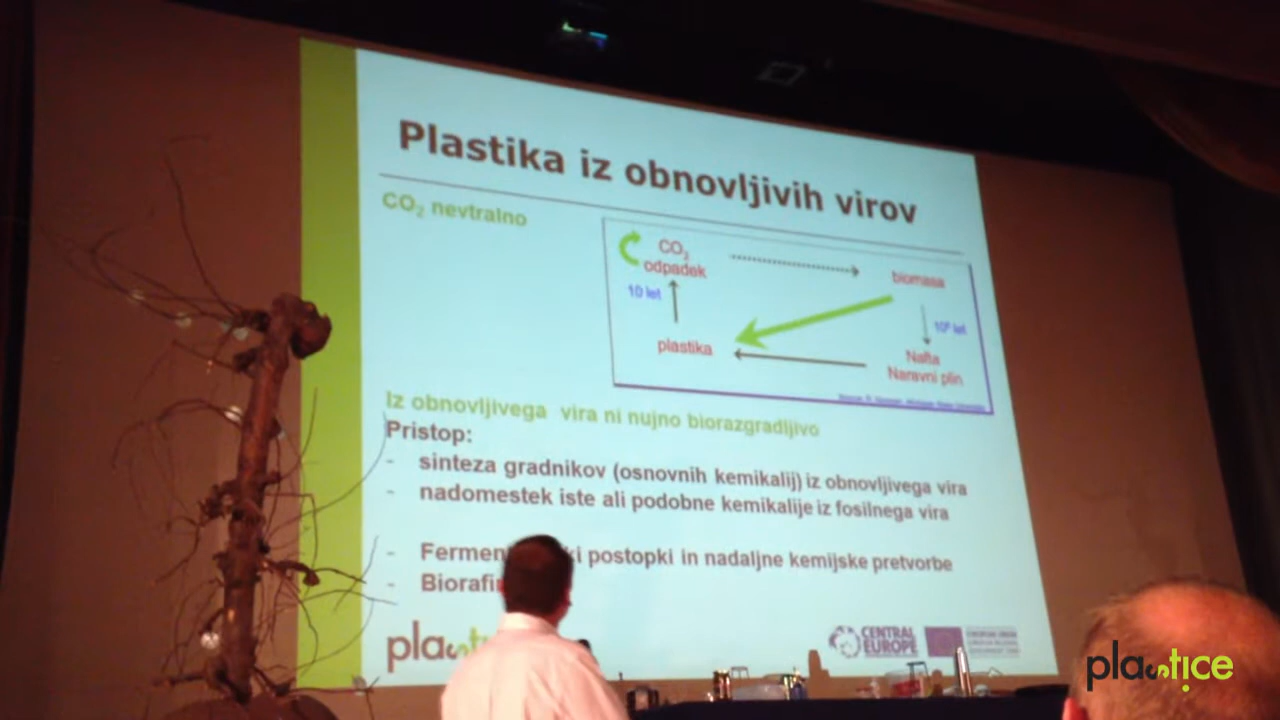 Plastika iz obnovljivih virov
CO₂ nevtralno
CO₂
odpadek
biomasa
10 let
plastika
Nafta
Naravni plin
Iz obnovljivega vira ni nujno biorazgradljivo
Pristop:
- sinteza gradnikov (osnovnih kemikalij) iz obnovljivega vira
- nadomestek iste ali podobne kemikalije iz fosilnega vira
- postopki in nadaljne kemijske pretvorbe
CENTRAL
EUROPE
EUROPEAN UNION
plastice